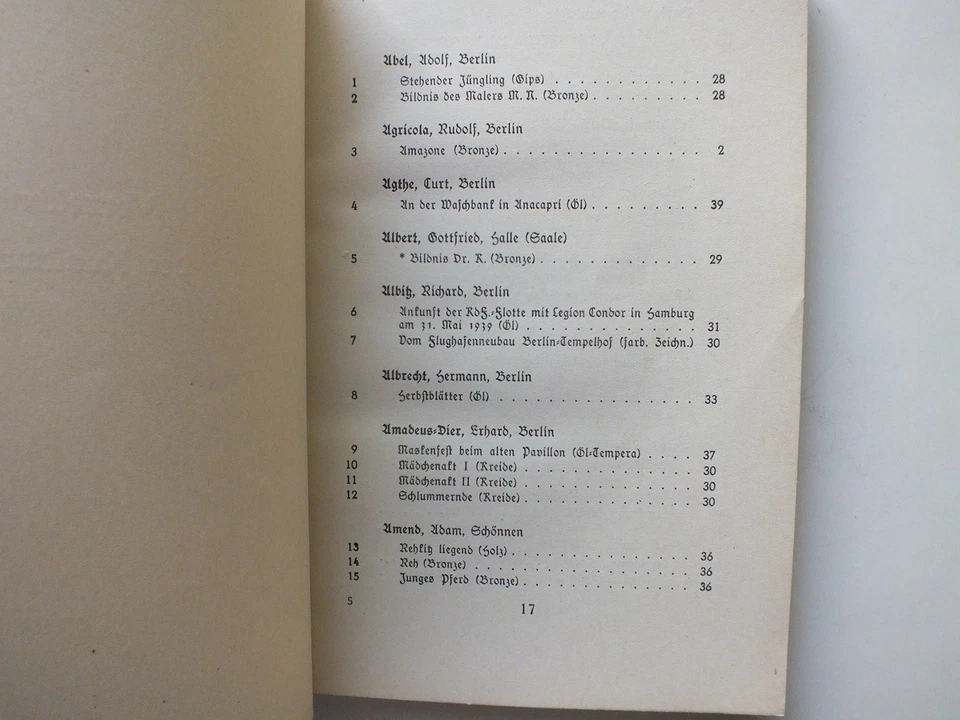 Abel, Adolf, Berlin
1 Stehender Jüngling (Gips) . . . . . . . . . . . . 28
2 Bildnis des Malers M. R. (Bronze) . . . . . . . . . 28
Agricola, Rudolf, Berlin
3 Amazone (Bronze) . . . . . . . . . . . . . . . . 2
Agthe, Curt, Berlin
4 An der Waschbank in Anacapri (Öl) . . . . . . . . . 39
Albert, Gottfried, Halle (Saale)
5 * Bildnis Dr. K. (Bronze) . . . . . . . . . . . . . 29
Albitz, Richard, Berlin
6 Ankunft der KdF.-Flotte mit Legion Condor in Hamburg
am 31. Mai 1939 (Öl) . . . . . . . . . . . . . . 31
7 Vom Flughafenneubau Berlin-Tempelhof (farb. Zeichn.) 30
Albrecht, Hermann, Berlin
8 Herbstblätter (Öl) . . . . . . . . . . . . . . . . 33
Amadeus-Dier, Erhard, Berlin
9 Maskenfest beim alten Pavillon (Öl-Tempera) . . . . 37
10 Mädchenakt I (Kreide) . . . . . . . . . . . . . . 30
11 Mädchenakt II (Kreide) . . . . . . . . . . . . . . 30
12 Schlummernde (Kreide) . . . . . . . . . . . . . . 30
Amend, Adam, Schönnen
13 Rehkitz liegend (Holz) . . . . . . . . . . . . . . . 36
14 Reh (Bronze) . . . . . . . . . . . . . . . . . . 36
15 Junges Pferd (Bronze) . . . . . . . . . . . . . . 36
5 17